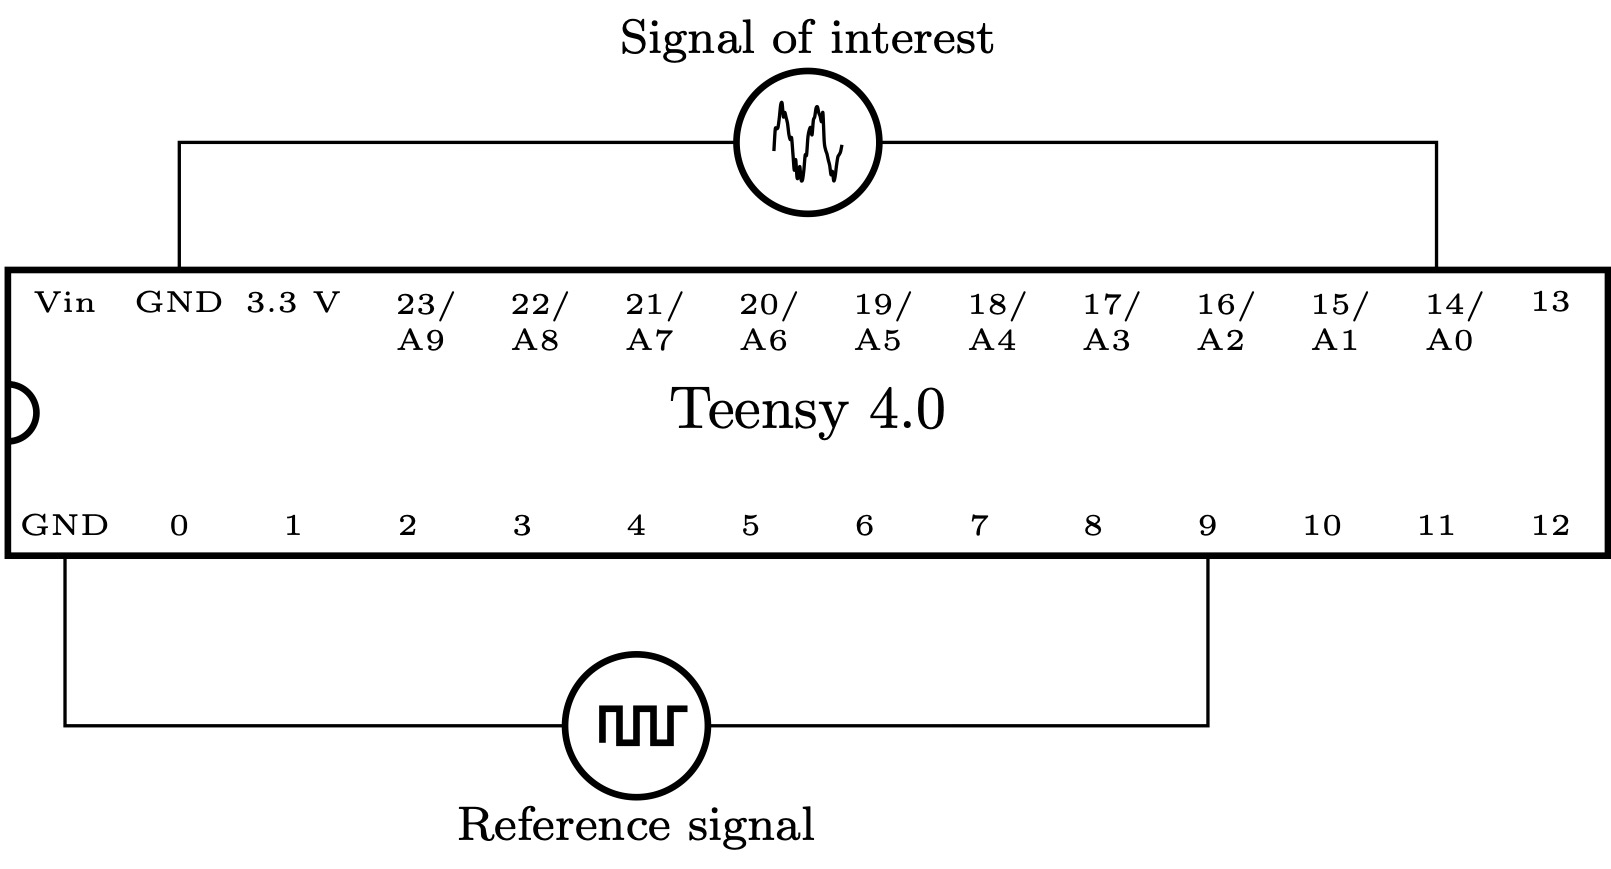 Signal of interest
Vin GND 3.3 V 23/ 22/ 21/ 20/ 19/ 18/ 17/ 16/ 15/ 14/ 13
A9 A8 A7 A6 A5 A4 A3 A2 A1 A0
Teensy 4.0
GND 0 1 2 3 4 5 6 7 8 9 10 11 12
Reference signal